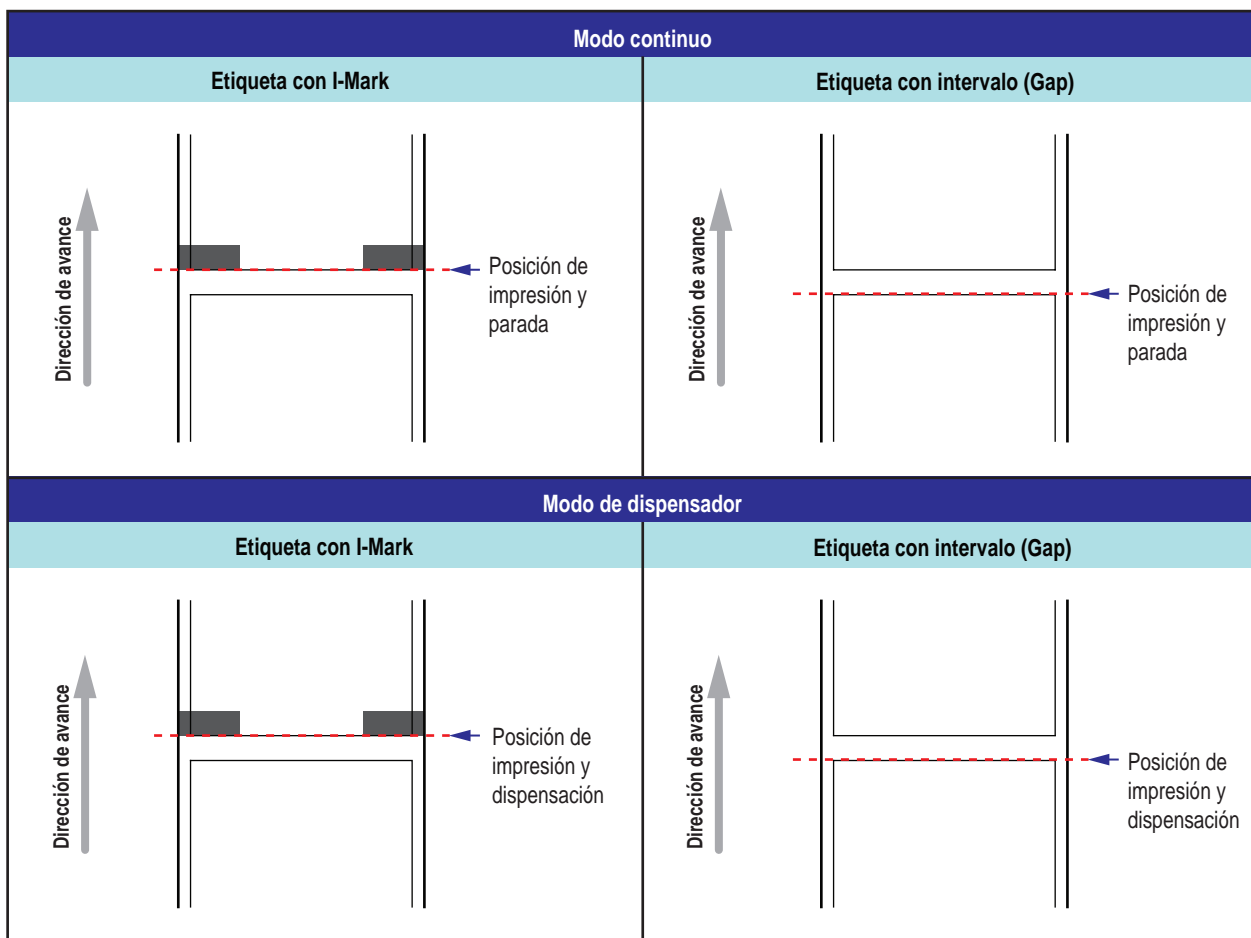 Modo continuo
Etiqueta con I-Mark
Etiqueta con intervalo (Gap)
Dirección de avance
Posición de
impresión y
parada
Dirección de avance
Posición de
impresión y
parada
Modo de dispensador
Etiqueta con I-Mark
Etiqueta con intervalo (Gap)
Dirección de avance
Posición de
impresión y
dispensación
Dirección de avance
Posición de
impresión y
dispensación